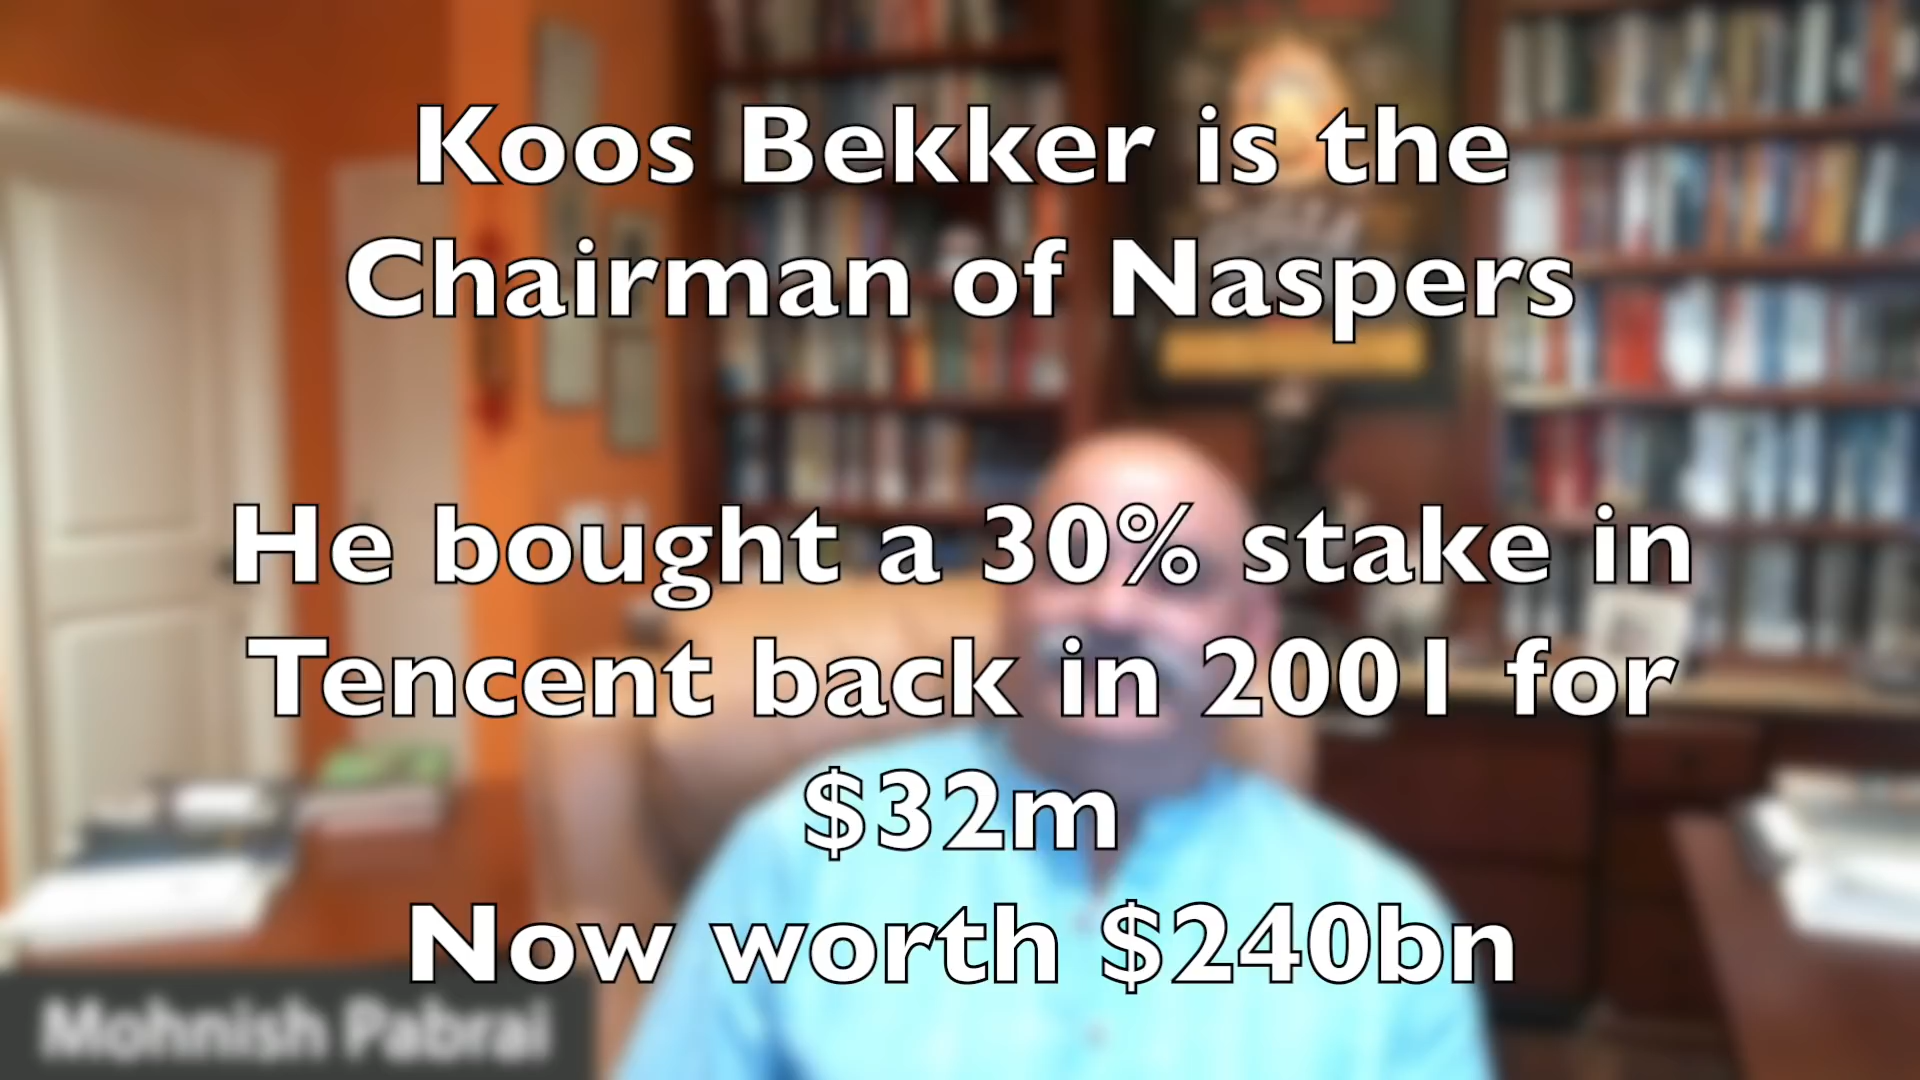 Koos Bekker is the
Chairman of Naspers
He bought a 30% stake in
Tencent back in 2001 for
$32m
Now worth $240bn
Mohnish Pabrai